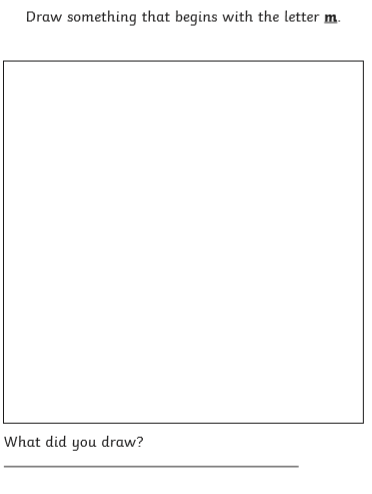 Draw something that begins with the letter m.
What did you draw?